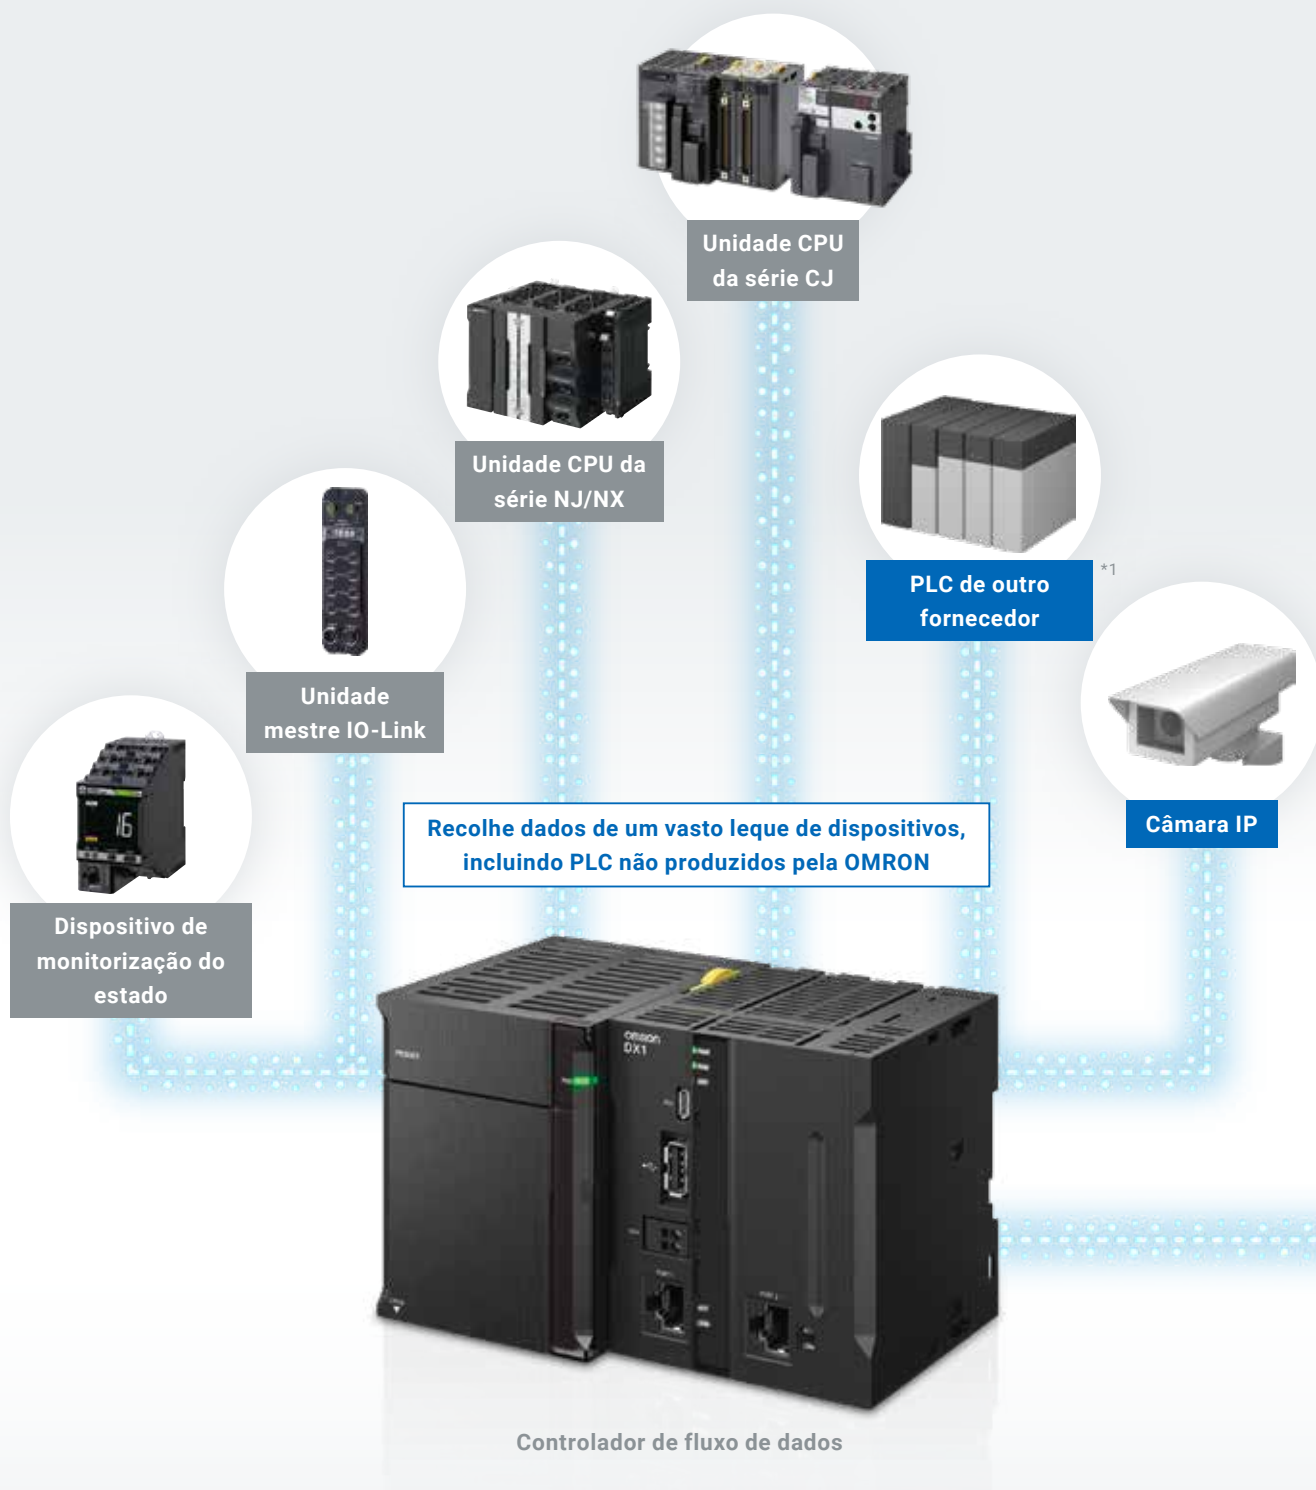 Unidade CPU
da série CJ
Unidade CPU da
série NJ/NX
PLC de outro
fornecedor
*1
Unidade
mestre IO-Link
Câmara IP
Recolhe dados de um vasto leque de dispositivos,
incluindo PLC não produzidos pela OMRON
Dispositivo de
monitorização do
estado
16
OMRON
DX1
Controlador de fluxo de dados